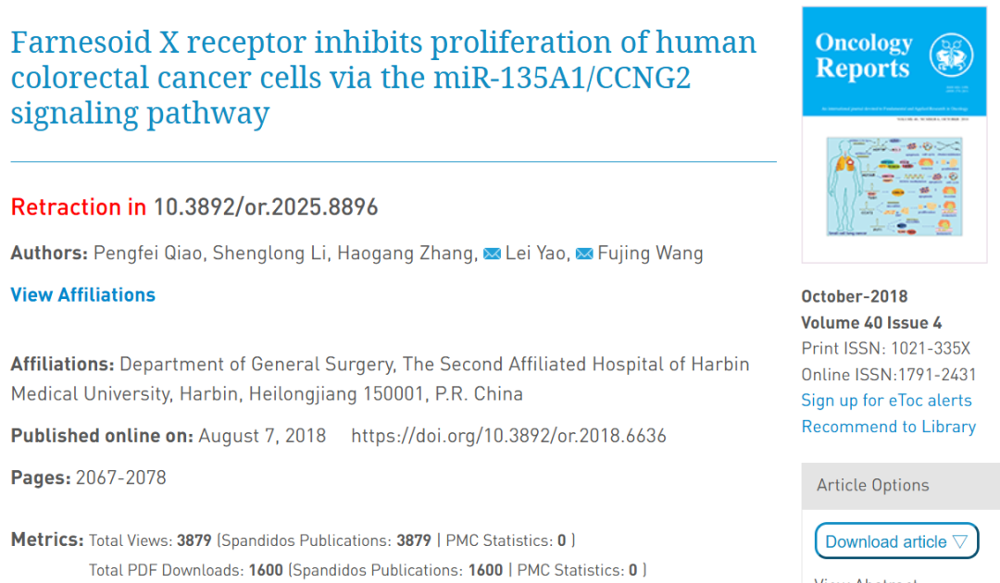 Farnesoid X receptor inhibits proliferation of human
colorectal cancer cells via the miR-135A1/CCNG2
signaling pathway
Retraction in 10.3892/or.2025.8896
Authors: Pengfei Qiao, Shenglong Li, Haogang Zhang, Lei Yao, Fujing Wang
View Affiliations
Affiliations: Department of General Surgery, The Second Affiliated Hospital of Harbin
Medical University, Harbin, Heilongjiang 150001, P.R. China
Published online on: August 7, 2018 https://doi.org/10.3892/or.2018.6636
Pages: 2067-2078
Metrics: Total Views: 3879 (Spandidos Publications: 3879 | PMC Statistics: 0 )
Total PDF Downloads: 1600 (Spandidos Publications: 1600 | PMC Statistics: 0 )
Oncology
Reports
October-2018
Volume 40 Issue 4
Print ISSN: 1021-335X
Online ISSN:1791-2431
Sign up for eToc alerts
Recommend to Library
Article Options
Download article ▽